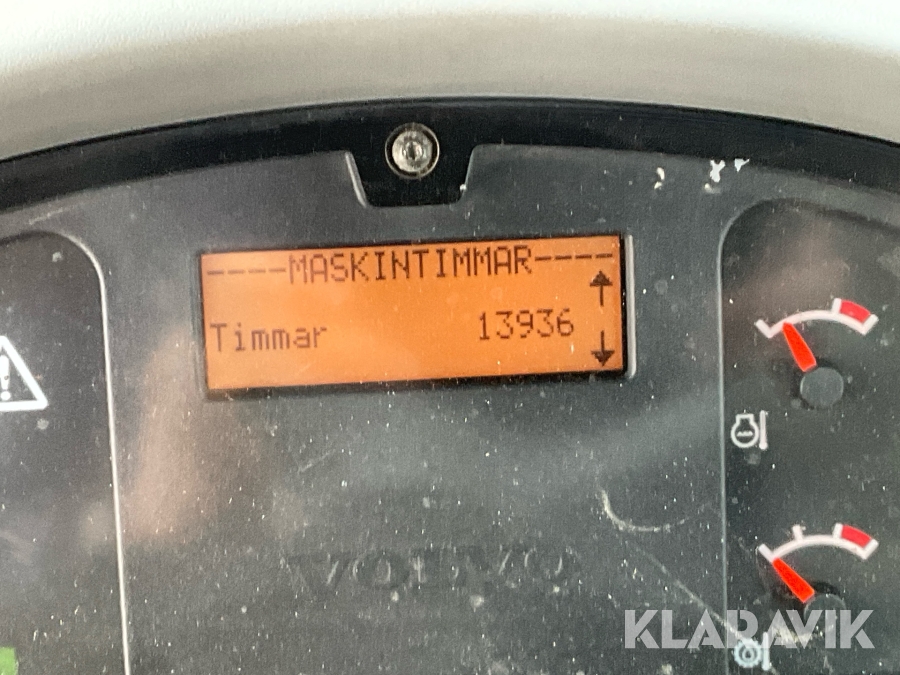 ----MASKINTIMMAR----
Timmar 13936
VOLVO
KLARAVIK